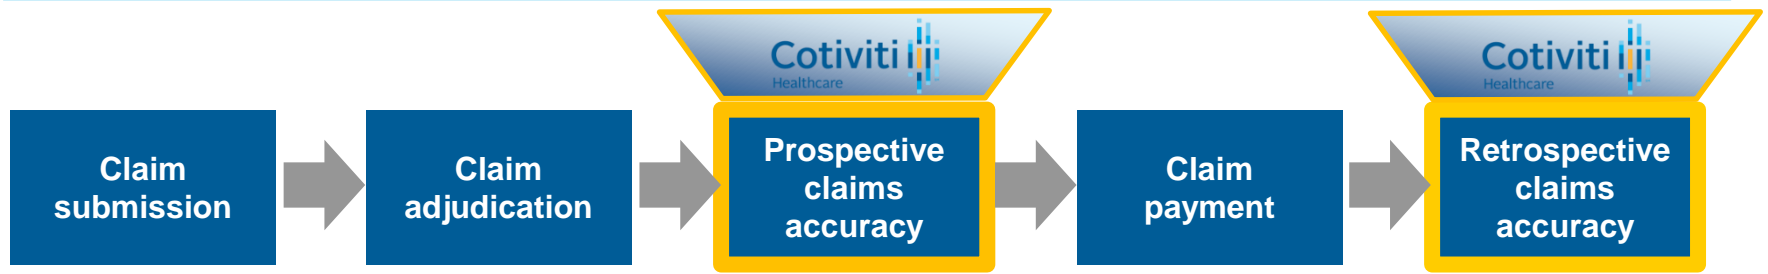 Cotiviti
Healthcare
Cotiviti
Healthcare
Claim
submission
Claim
adjudication
Prospective
claims
accuracy
Claim
payment
Retrospective
claims
accuracy